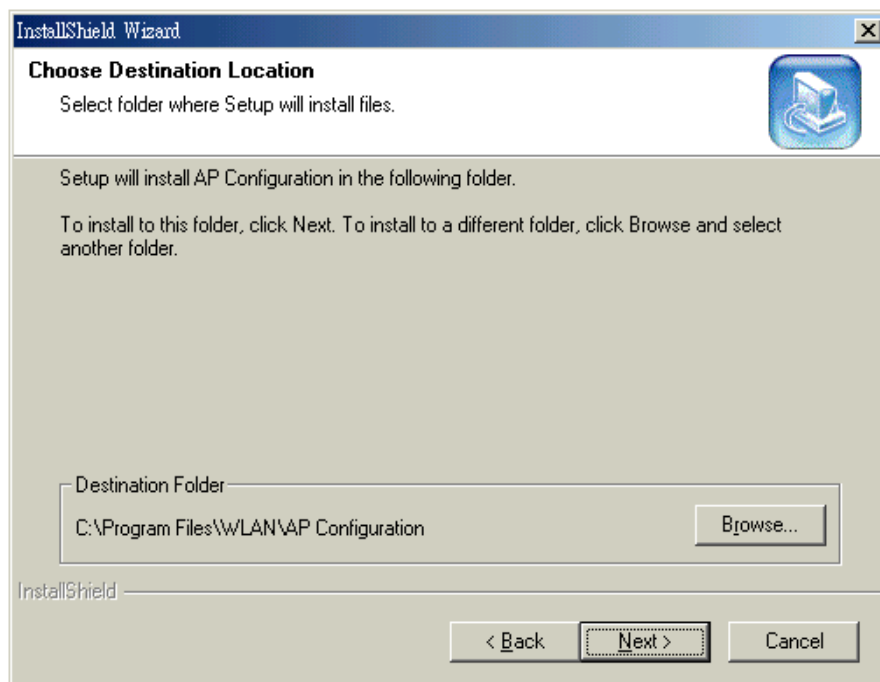 InstallShield Wizard
Choose Destination Location
Select folder where Setup will install files.
Setup will install AP Configuration in the following folder.
To install to this folder, click Next. To install to a different folder, click Browse and select
another folder.
Destination Folder
C:\Program Files\WLAN\AP Configuration
Browse...
InstallShield
< Back
Next >
Cancel